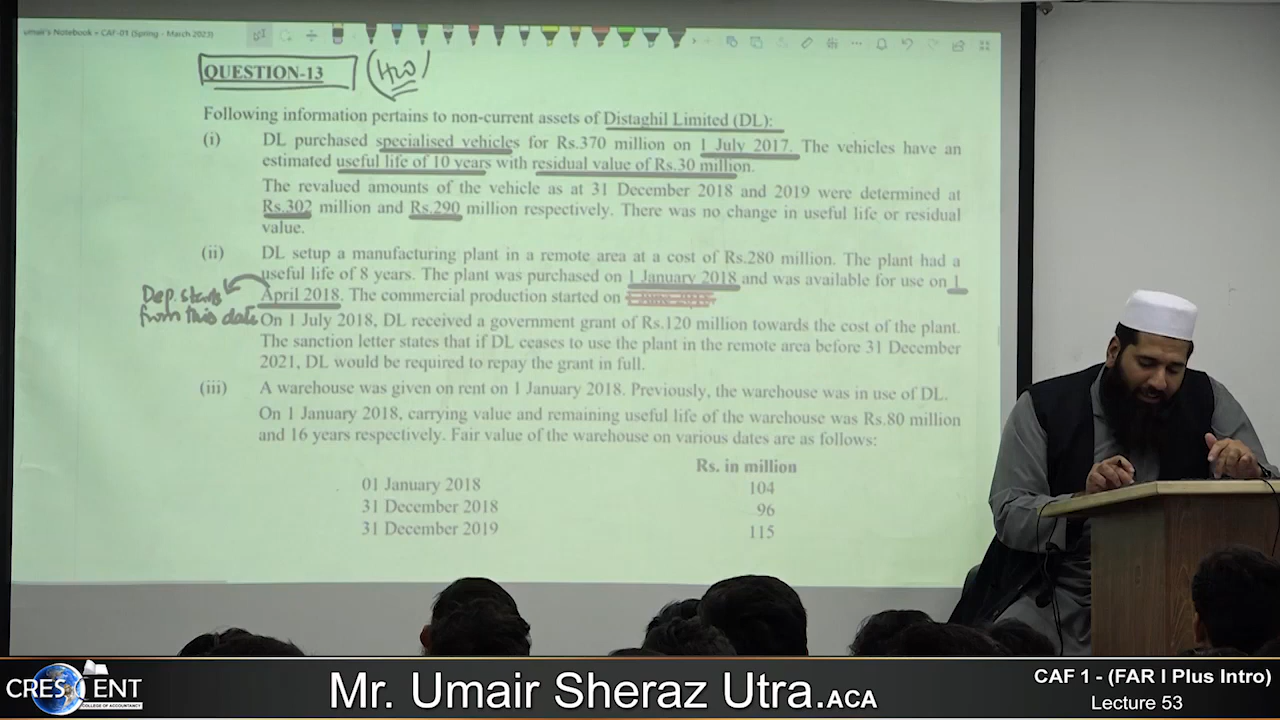 umair's Notebook » CAF-01 (Spring - March 2023)
QUESTION-13 (H20)
Following information pertains to non-current assets of Distaghil Limited (DL):
(i) DL purchased specialised vehicles for Rs.370 million on 1 July 2017. The vehicles have an
estimated useful life of 10 years with residual value of Rs.30 million.
The revalued amounts of the vehicle as at 31 December 2018 and 2019 were determined at
Rs.302 million and Rs.290 million respectively. There was no change in useful life or residual
value.
(ii) DL setup a manufacturing plant in a remote area at a cost of Rs.280 million. The plant had a
useful life of 8 years. The plant was purchased on 1 January 2018 and was available for use on 1
April 2018. The commercial production started on
Dep. starts
from this date
On 1 July 2018, DL received a government grant of Rs.120 million towards the cost of the plant.
The sanction letter states that if DL ceases to use the plant in the remote area before 31 December
2021, DL would be required to repay the grant in full.
(iii) A warehouse was given on rent on 1 January 2018. Previously, the warehouse was in use of DL.
On 1 January 2018, carrying value and remaining useful life of the warehouse was Rs.80 million
and 16 years respectively. Fair value of the warehouse on various dates are as follows:
Rs. in million
01 January 2018 104
31 December 2018 96
31 December 2019 115
CRESCENT
COLLEGE OF ACCOUNTANCY
Mr. Umair Sheraz Utra.ACA
CAF 1 - (FAR I Plus Intro)
Lecture 53